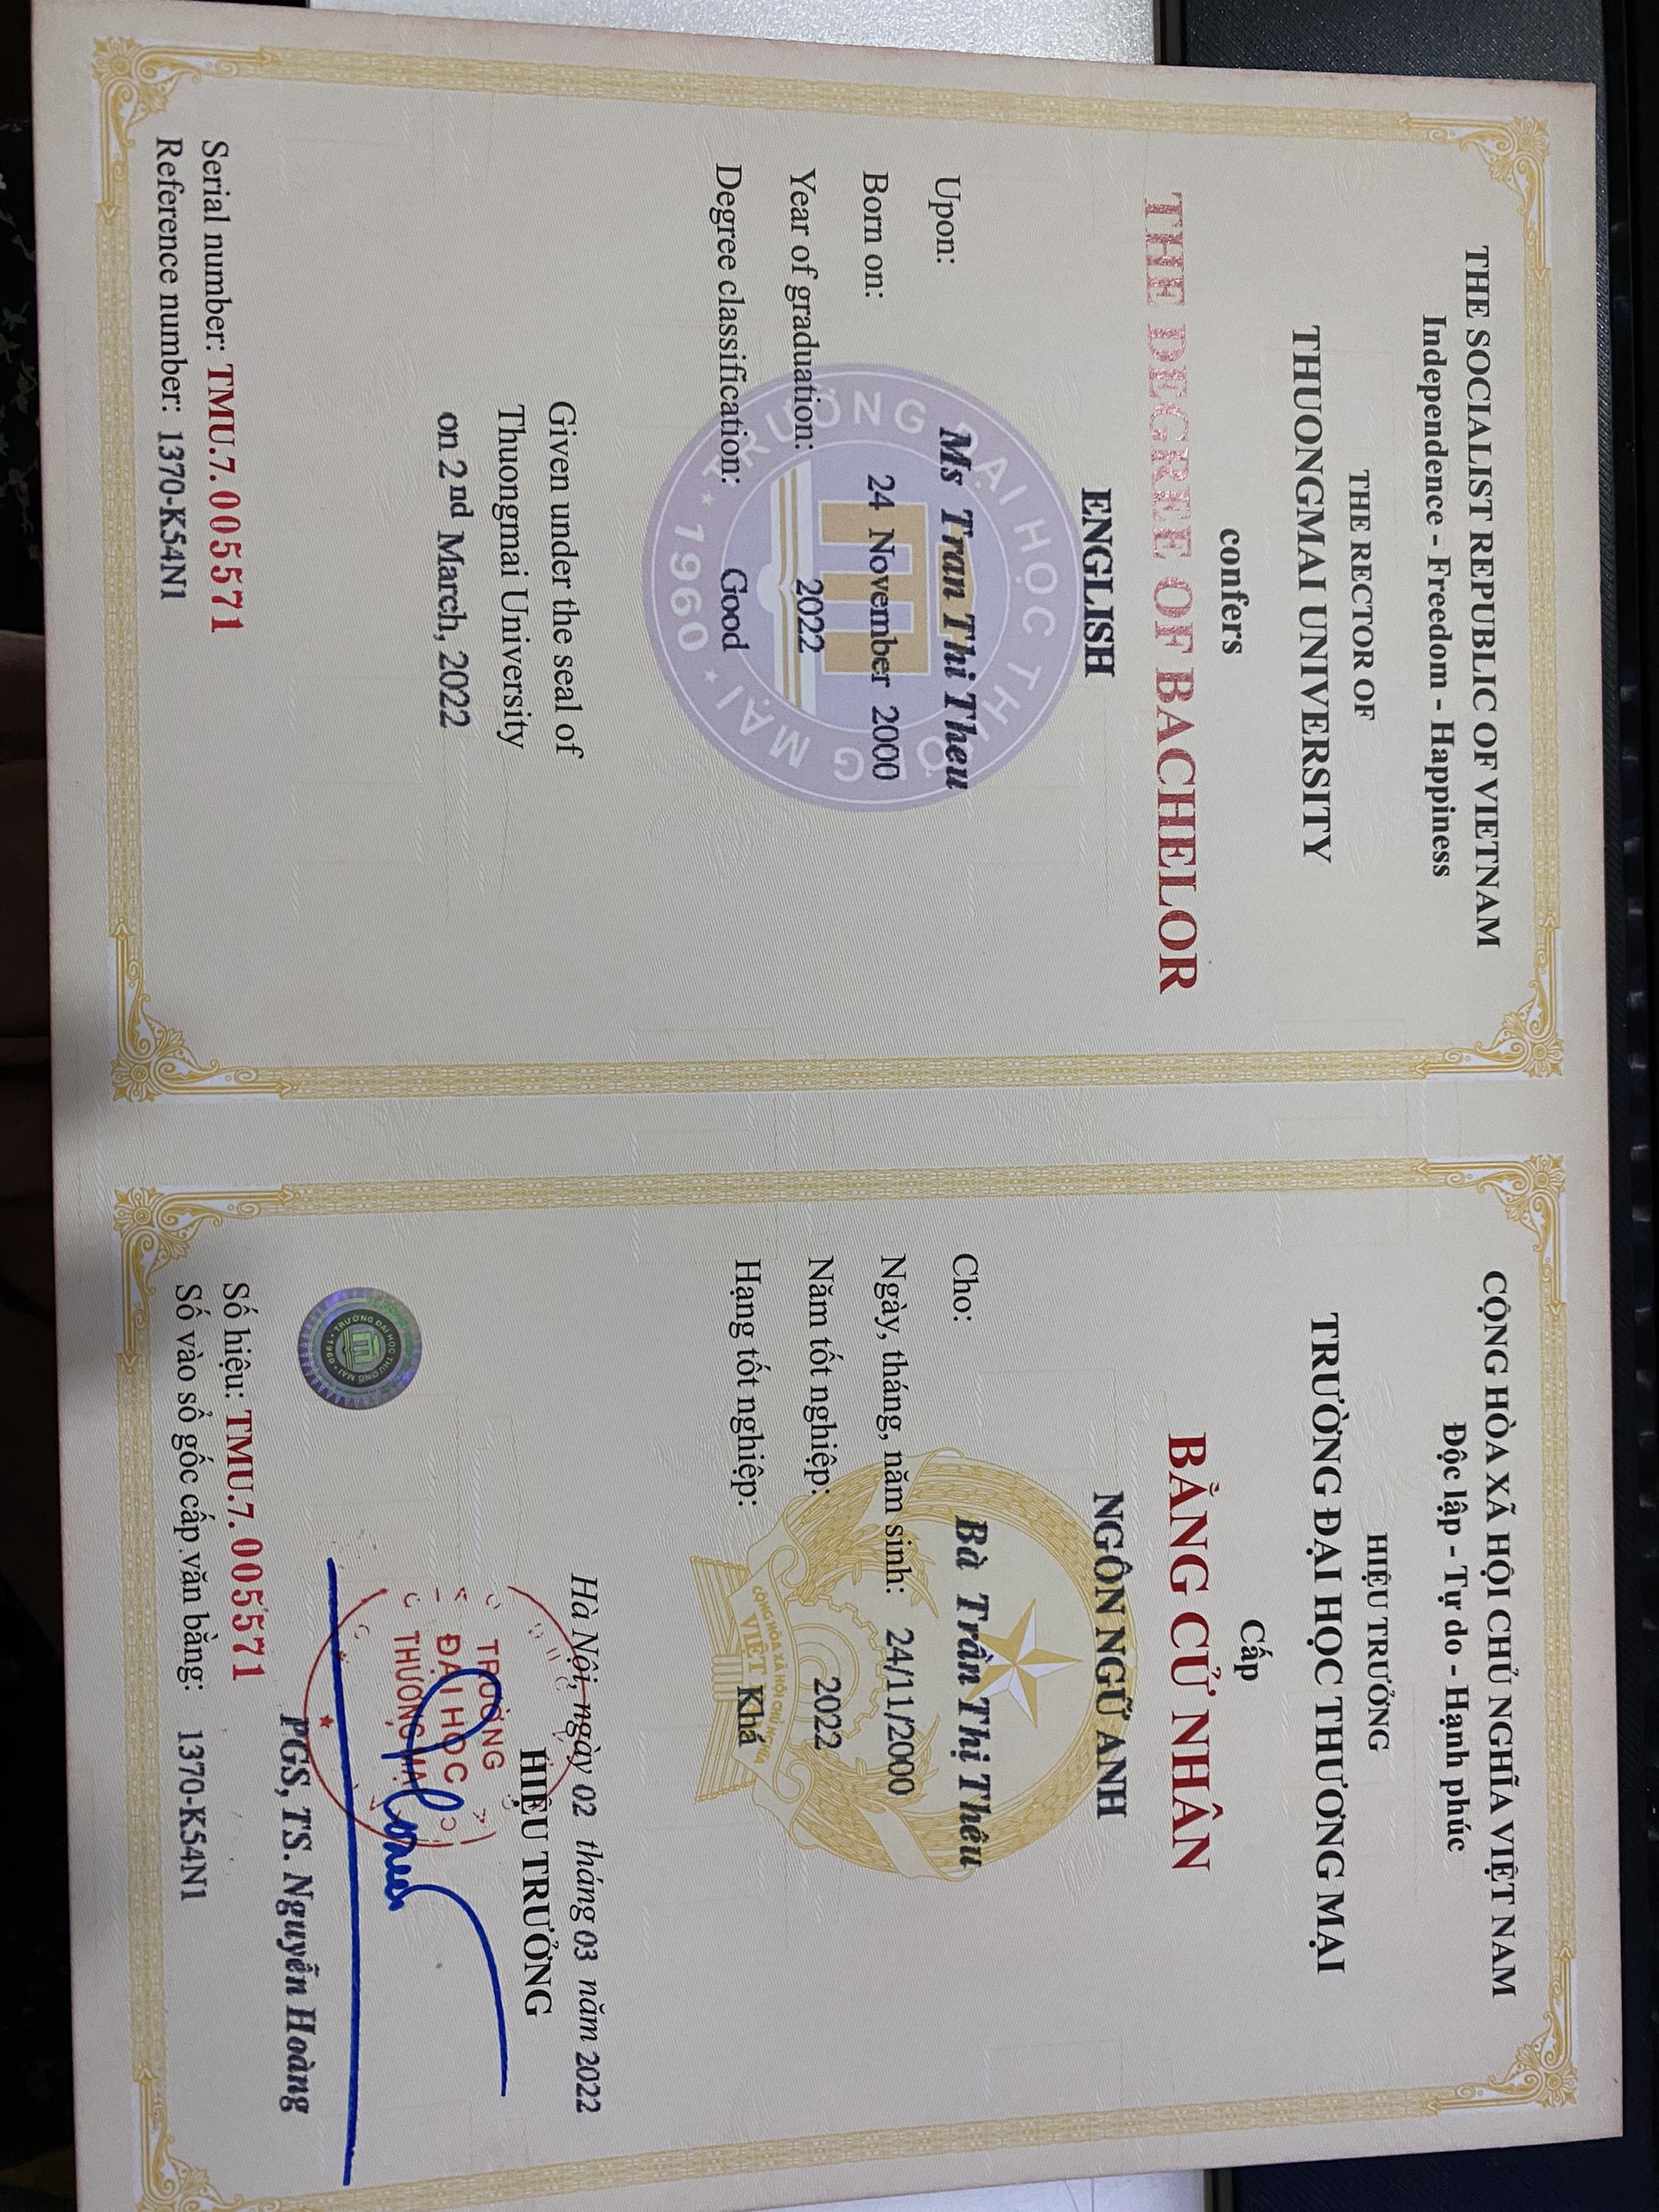 THE SOCIALIST REPUBLIC OF VIETNAM
Independence - Freedom - Happiness
THE RECTOR OF
THUONGMAI UNIVERSITY
confers
THE DEGREE OF BACHELOR
ENGLISH
Upon: Ms Tran Thi Theu
Born on: 24 November 2000
Year of graduation: 2022
Degree classification: Good
TRƯỜNG ĐẠI HỌC THƯƠNG MẠI
1960
Given under the seal of
Thuongmai University
on 2nd March, 2022
Serial number: TMU.7.005571
Reference number: 1370-K54N1
CỘNG HÒA XÃ HỘI CHỦ NGHĨA VIỆT NAM
Độc lập - Tự do - Hạnh phúc
HIỆU TRƯỞNG
TRƯỜNG ĐẠI HỌC THƯƠNG MẠI
Cấp
BẰNG CỬ NHÂN
NGÔN NGỮ ANH
Cho: Bà Trần Thị Thêu
Ngày, tháng, năm sinh: 24/11/2000
Năm tốt nghiệp: 2022
Hạng tốt nghiệp: Khá
CỘNG HÒA XÃ HỘI CHỦ NGHĨA
VIỆT
Hà Nội, ngày 02 tháng 03 năm 2022
HIỆU TRƯỞNG
TRƯỜNG
ĐẠI HỌC
THƯƠNG MẠI
PGS, TS. Nguyễn Hoàng
TRƯỜNG ĐẠI HỌC THƯƠNG MẠI
1960
Số hiệu: TMU.7.005571
Số vào sổ gốc cấp văn bằng: 1370-K54N1